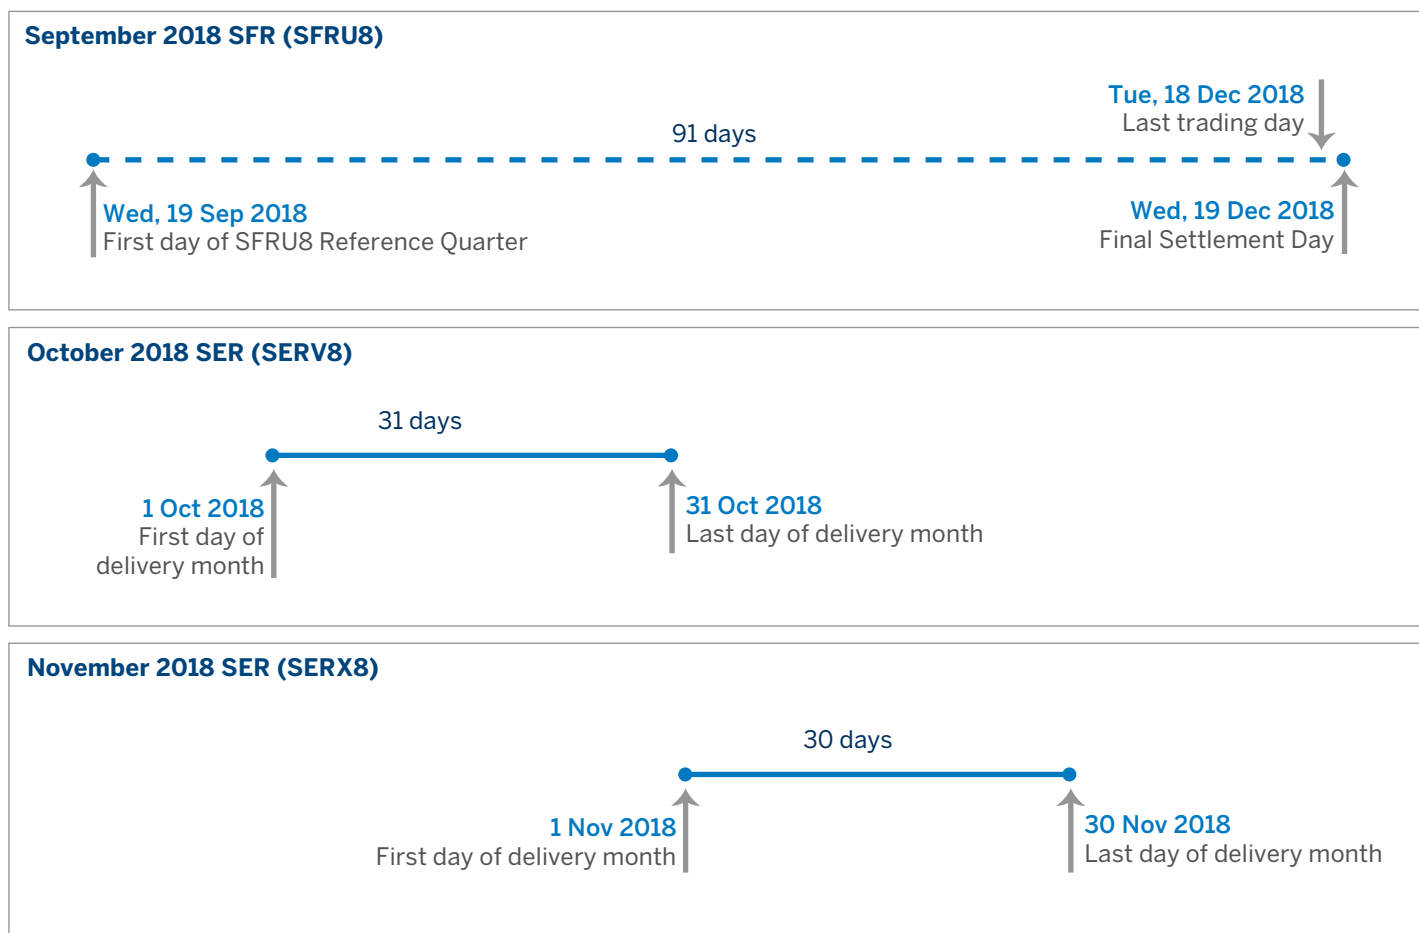 September 2018 SFR (SFRU8)
Tue, 18 Dec 2018
Last trading day
91 days
Wed, 19 Sep 2018
First day of SFRU8 Reference Quarter
Wed, 19 Dec 2018
Final Settlement Day
October 2018 SER (SERV8)
31 days
1 Oct 2018
First day of
delivery month
31 Oct 2018
Last day of delivery month
November 2018 SER (SERX8)
30 days
1 Nov 2018
First day of delivery month
30 Nov 2018
Last day of delivery month